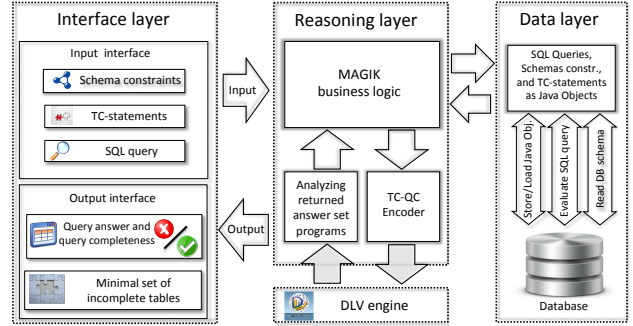 Interface layer
Input interface
Schema constraints
TC-statements
SQL query
Output interface
Query answer and
query completeness
Minimal set of
incomplete tables
Input
Output
Reasoning layer
MAGIK
business logic
Analyzing
returned
answer set
programs
TC-QC
Encoder
DLV engine
Data layer
SQL Queries,
Schemas constr.,
and TC-statements
as Java Objects
Store/Load Java Obj.
Evaluate SQL query
Read DB schema
Database